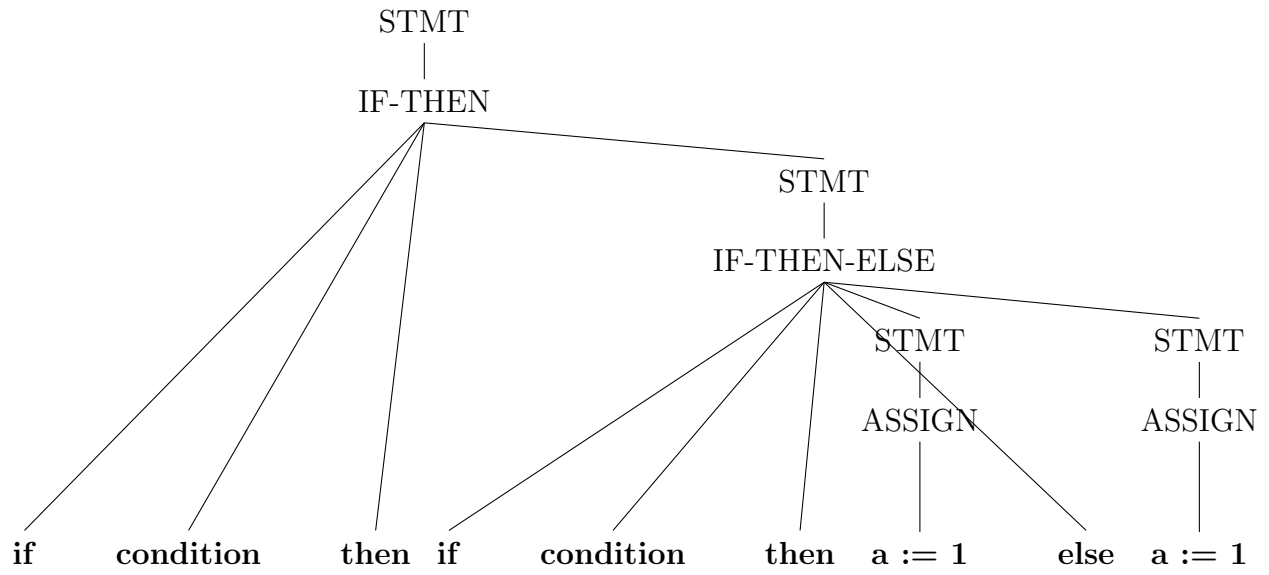 STMT
IF-THEN
STMT
IF-THEN-ELSE
STMT STMT
ASSIGN ASSIGN
if condition then if condition then a := 1 else a := 1